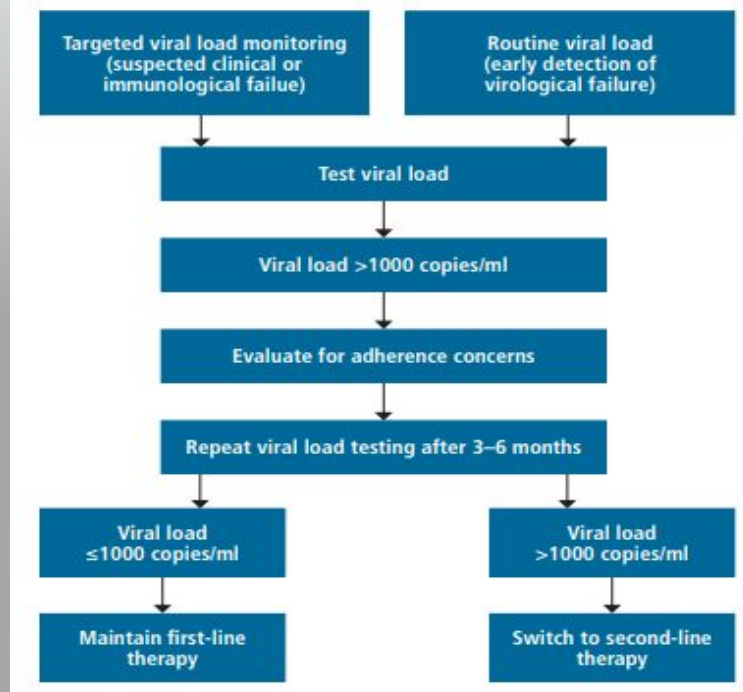 Targeted viral load monitoring
(suspected clinical or
immunological failue)
Routine viral load
(early detection of
virological failure)
Test viral load
Viral load >1000 copies/ml
Evaluate for adherence concerns
Repeat viral load testing after 3–6 months
Viral load
≤1000 copies/ml
Viral load
>1000 copies/ml
Maintain first-line
therapy
Switch to second-line
therapy